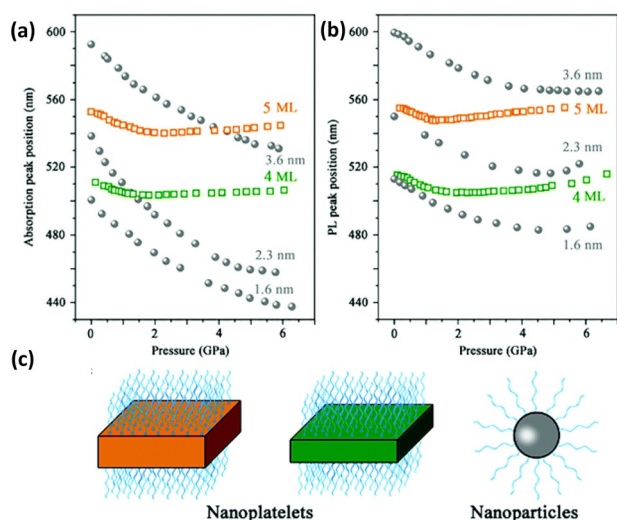 (a)
600
560
520
480
440
Absorption peak position (nm)
5 ML
3.6 nm
4 ML
2.3 nm
1.6 nm
0 1 2 3 4 5 6
Pressure (GPa)
(b)
600
560
520
480
440
PL peak position (nm)
3.6 nm
5 ML
2.3 nm
4 ML
1.6 nm
0 2 4 6
Pressure (GPa)
(c)
Nanoplatelets
Nanoparticles